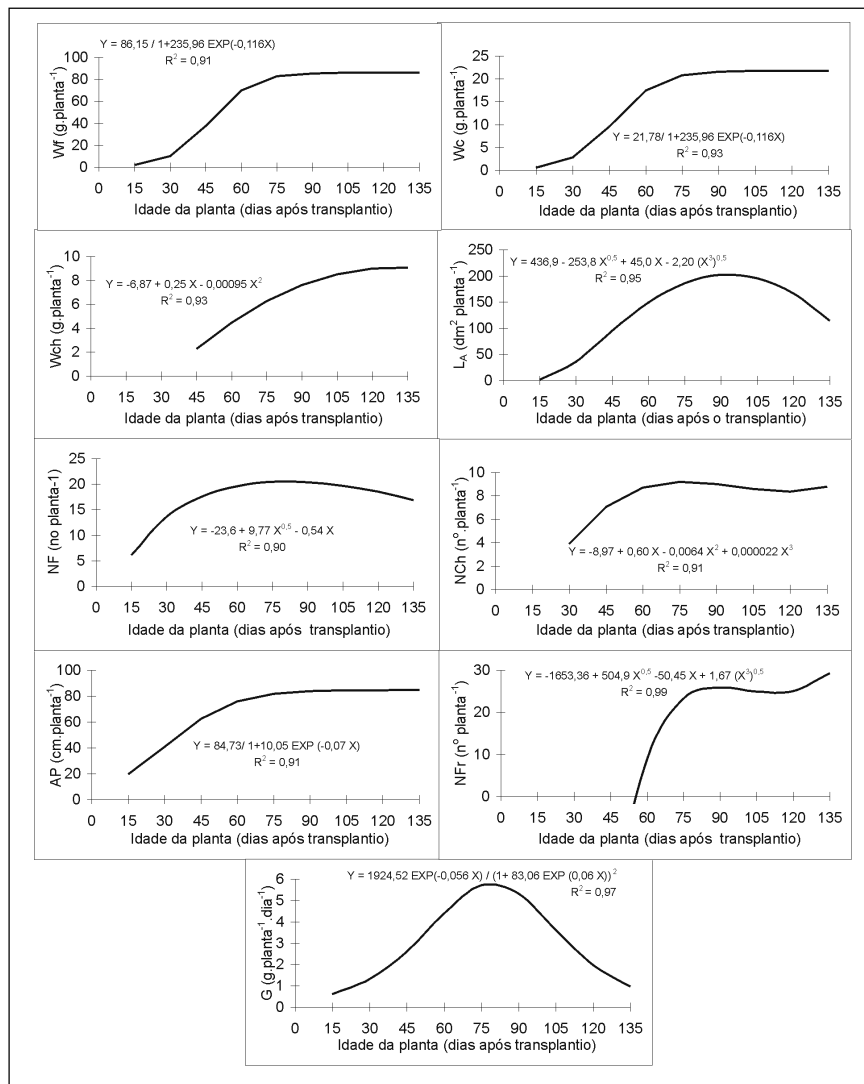 Y = 86,15 / 1+235,96 EXP(-0,116X)
R² = 0,91
Wf (g.planta⁻¹)
100
80
60
40
20
0
0 15 30 45 60 75 90 105 120 135
Idade da planta (dias após transplantio)
Wc (g.planta⁻¹)
25
20
15
10
5
0
Y = 21,78/ 1+235,96 EXP(-0,116X)
R² = 0,93
0 15 30 45 60 75 90 105 120 135
Idade da planta (dias após transplantio)
Wch (g.planta⁻¹)
10
8
6
4
2
0
Y = -6,87 + 0,25 X - 0,00095 X²
R² = 0,93
0 15 30 45 60 75 90 105 120 135
Idade da planta (dias após transplantio)
L_A (dm² planta⁻¹)
250
200
150
100
50
0
Y = 436,9 - 253,8 X^0,5 + 45,0 X - 2,20 (X³)^0,5
R² = 0,95
0 15 30 45 60 75 90 105 120 135
Idade da planta (dias após o transplantio)
NF (no planta-1)
25
20
15
10
5
0
Y = -23,6 + 9,77 X^0,5 - 0,54 X
R² = 0,90
0 15 30 45 60 75 90 105 120 135
Idade da planta (dias após transplantio)
NCh (nº.planta⁻¹)
10
8
6
4
2
0
Y = -8,97 + 0,60 X - 0,0064 X² + 0,000022 X³
R² = 0,91
0 15 30 45 60 75 90 105 120 135
Idade da planta (dias após transplantio)
AP (cm.planta⁻¹)
100
80
60
40
20
0
Y = 84,73/ 1+10,05 EXP (-0,07 X)
R² = 0,91
0 15 30 45 60 75 90 105 120 135
Idade da planta (dias após transplantio)
NFr (nº planta⁻¹)
30
20
10
0
Y = -1653,36 + 504,9 X^0,5 -50,45 X + 1,67 (X³)^0,5
R² = 0,99
0 15 30 45 60 75 90 105 120 135
Idade da planta (dias após transplantio)
Y = 1924,52 EXP(-0,056 X) / (1+ 83,06 EXP (0,06 X))²
R² = 0,97
G (g.planta⁻¹.dia⁻¹)
6
5
4
3
2
1
0
0 15 30 45 60 75 90 105 120 135
Idade da planta (dias após transplantio)